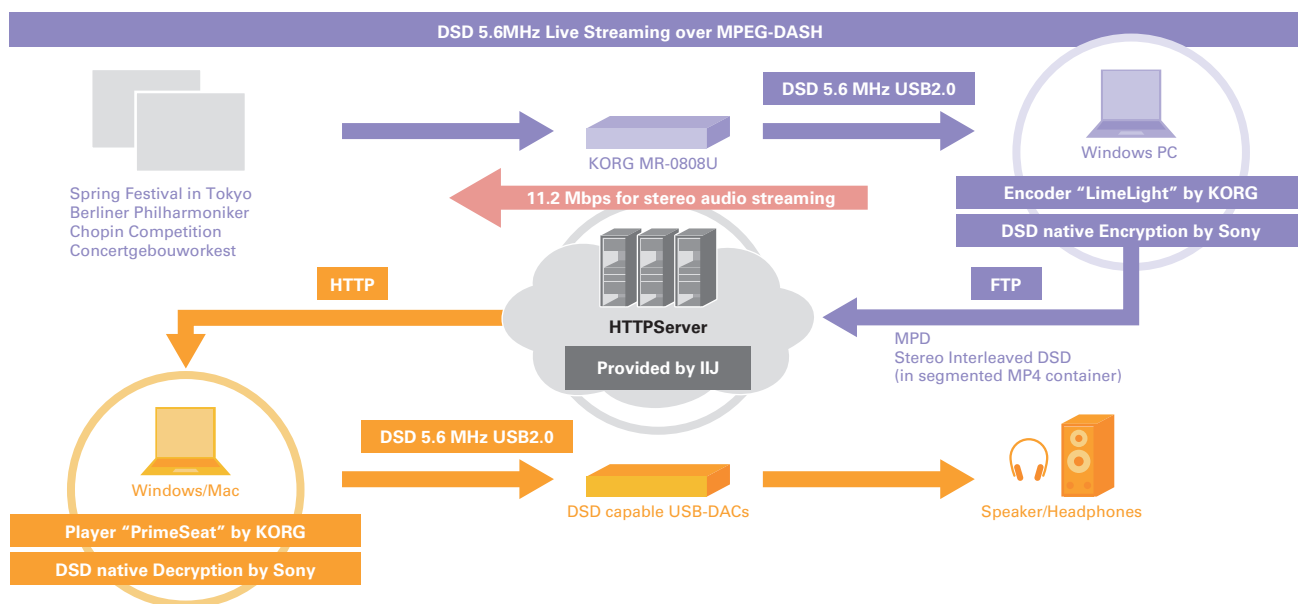 DSD 5.6MHz Live Streaming over MPEG-DASH
Spring Festival in Tokyo
Berliner Philharmoniker
Chopin Competition
Concertgebouworkest
KORG MR-0808U
DSD 5.6 MHz USB2.0
Windows PC
Encoder “LimeLight” by KORG
DSD native Encryption by Sony
11.2 Mbps for stereo audio streaming
FTP
MPD
Stereo Interleaved DSD
(in segmented MP4 container)
HTTPServer
Provided by IIJ
HTTP
Windows/Mac
Player “PrimeSeat” by KORG
DSD native Decryption by Sony
DSD 5.6 MHz USB2.0
DSD capable USB-DACs
Speaker/Headphones